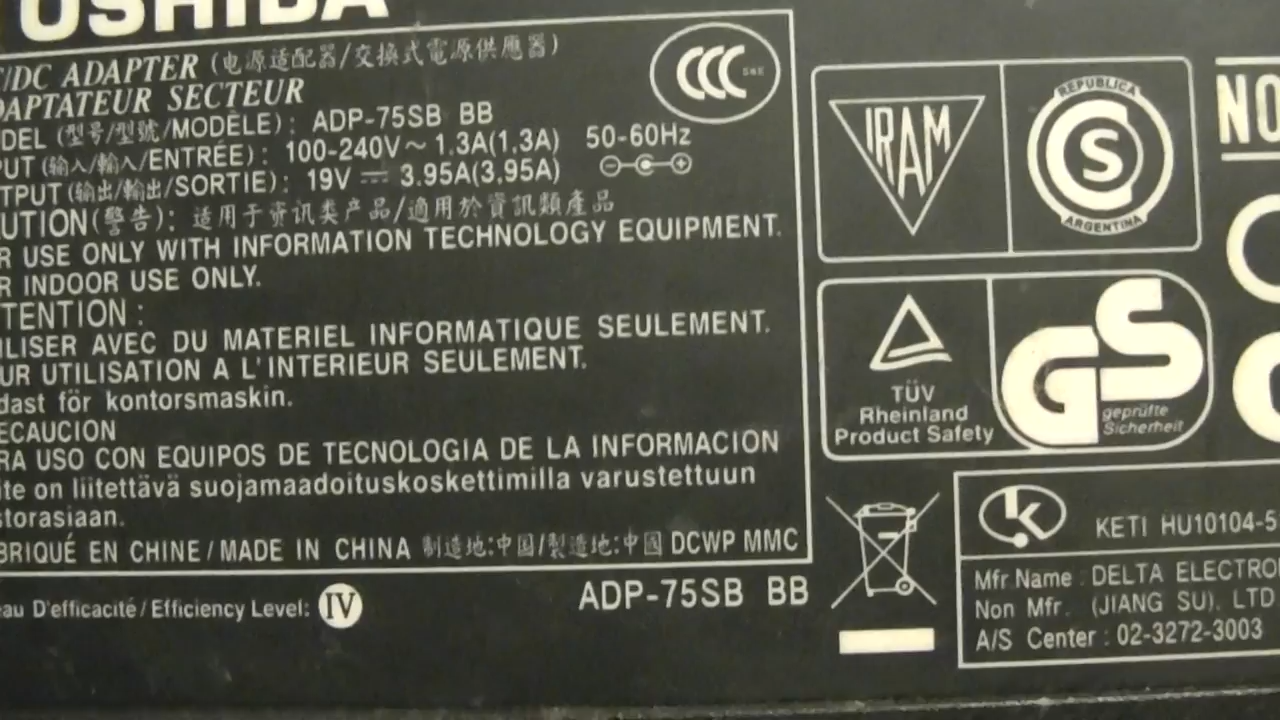 OSHIBA
/DC ADAPTER (电源适配器/交換式電源供應器)
DAPTATEUR SECTEUR
DEL (型号/型號/MODÈLE): ADP-75SB BB
PUT (输入/輸入/ENTRÉE): 100-240V~1.3A(1,3A) 50-60Hz
TPUT (输出/輸出/SORTIE): 19V ⎓ 3.95A(3,95A)
UTION (警告): 适用于资讯类产品/適用於資訊類產品
R USE ONLY WITH INFORMATION TECHNOLOGY EQUIPMENT.
R INDOOR USE ONLY.
TENTION :
ILISER AVEC DU MATERIEL INFORMATIQUE SEULEMENT.
UR UTILISATION A L'INTERIEUR SEULEMENT.
dast för kontorsmaskin.
ECAUCION
RA USO CON EQUIPOS DE TECNOLOGIA DE LA INFORMACION
ite on liitettävä suojamaadoituskoskettimilla varustettuun
storasiaan.
BRIQUÉ EN CHINE/MADE IN CHINA 制造地:中国/製造地:中國 DCWP MMC
au D'efficacité/Efficiency Level: IV
ADP-75SB BB
CCC S&E
IRAM
REPUBLICA
S
ARGENTINA
NO
TÜV
Rheinland
Product Safety
GS
geprüfte
Sicherheit
K
KETI HU10104-5
Mfr.Name : DELTA ELECTRO
Non Mfr. (JIANG SU). LTD
A/S Center : 02-3272-3003